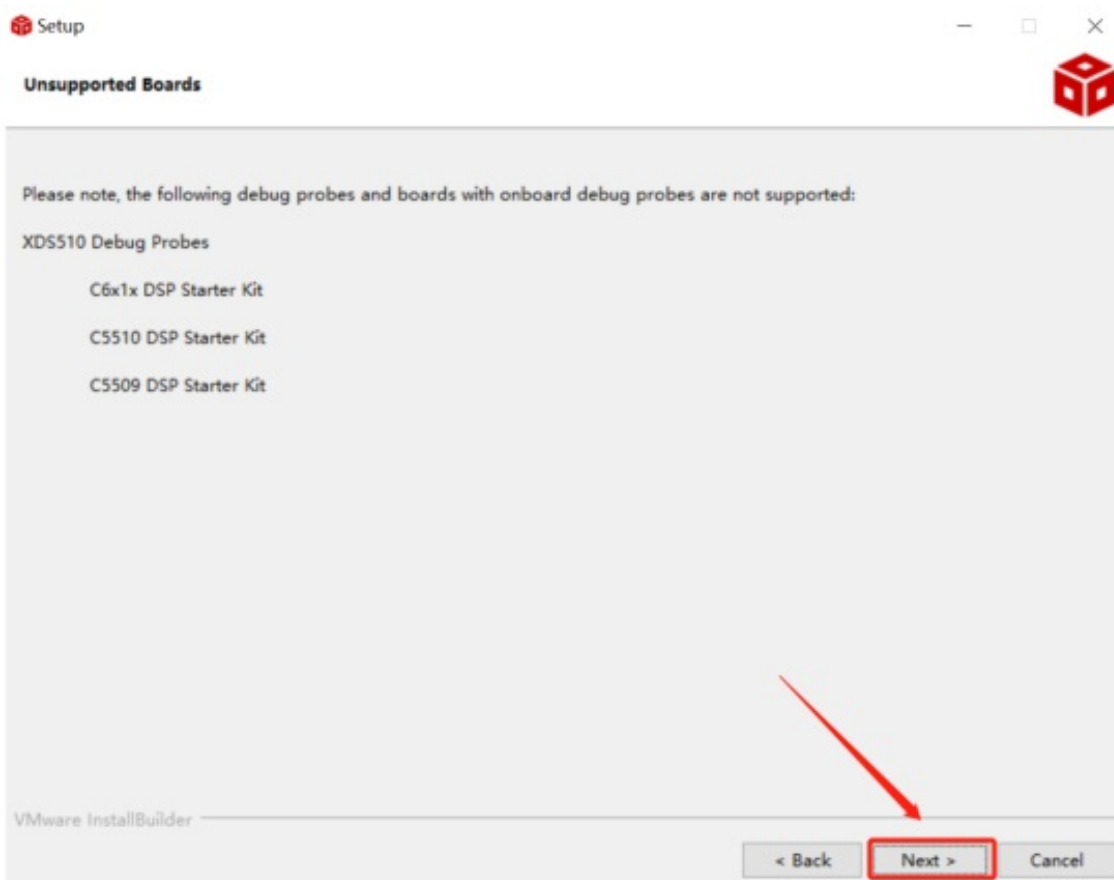 Setup
Unsupported Boards
Please note, the following debug probes and boards with onboard debug probes are not supported:
XDS510 Debug Probes
C6x1x DSP Starter Kit
C5510 DSP Starter Kit
C5509 DSP Starter Kit
VMware InstallBuilder
< Back Next > Cancel